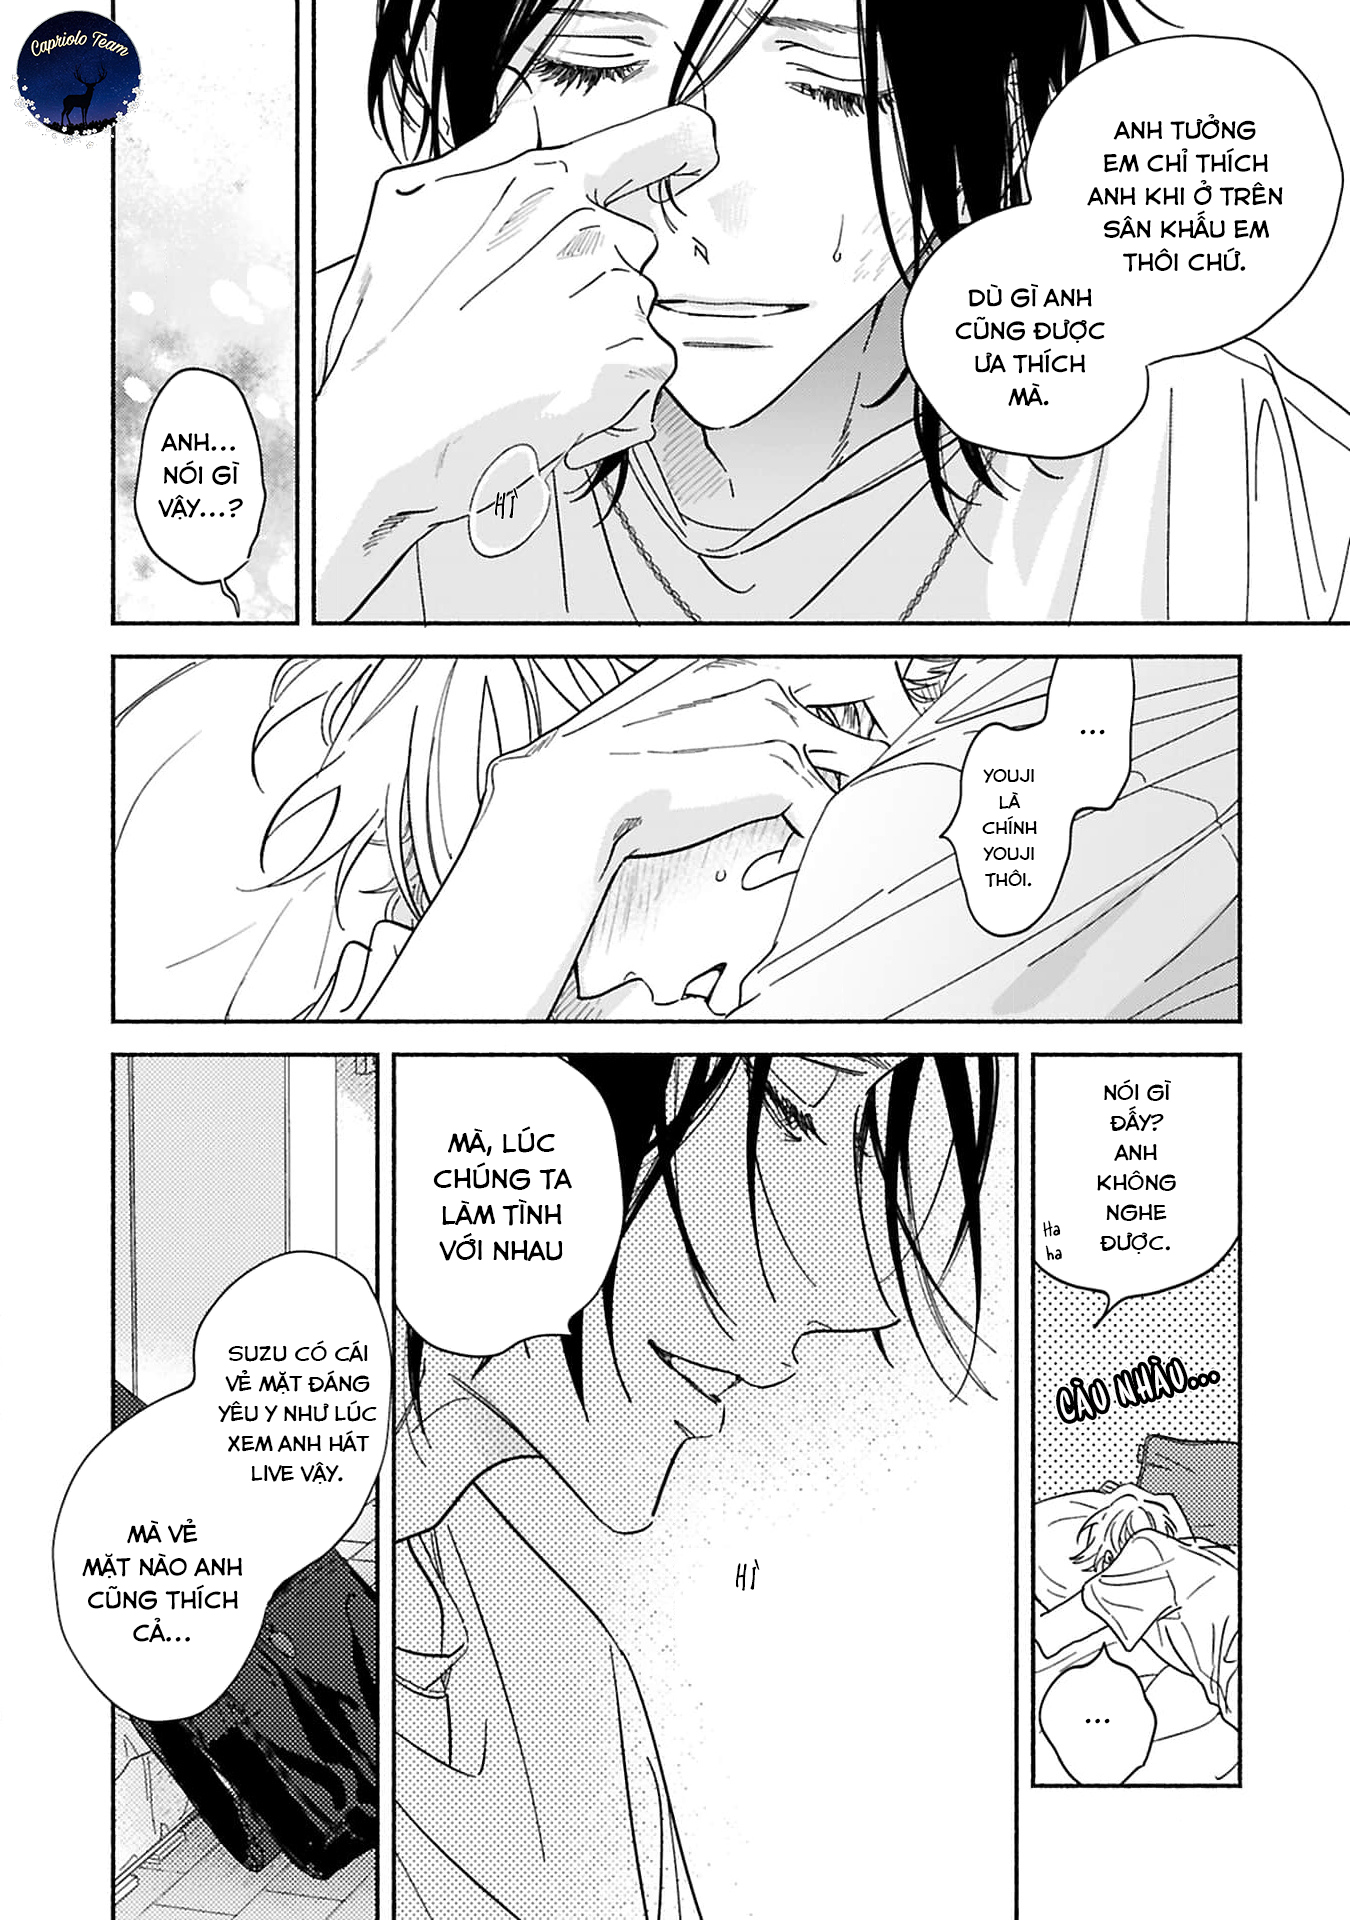 Capriolo Team
ANH TƯỞNG
EM CHỈ THÍCH
ANH KHI Ở TRÊN
SÂN KHẤU EM
THÔI CHỨ.
DÙ GÌ ANH
CŨNG ĐƯỢC
ƯA THÍCH
MÀ.
HÌ
ANH...
NÓI GÌ
VẬY...?
...
YOUJI
LÀ
CHÍNH
YOUJI
THÔI.
NÓI GÌ
ĐẤY?
ANH
KHÔNG
NGHE
ĐƯỢC.
Ha
ha
CÀU NHÀU...
...
MÀ, LÚC
CHÚNG TA
LÀM TÌNH
VỚI NHAU
HÌ
SUZU CÓ CÁI
VẺ MẶT ĐÁNG
YÊU Y NHƯ LÚC
XEM ANH HÁT
LIVE VẬY.
MÀ VẺ
MẶT NÀO ANH
CŨNG THÍCH
CẢ...